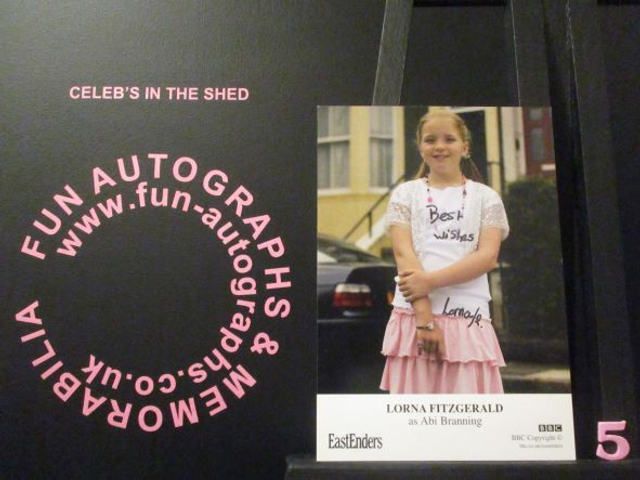 CELEB'S IN THE SHED
FUN AUTOGRAPHS & MEMORABILIA
www.fun-autographs.co.uk
Best
wishes
LORNA FITZGERALD
as Abi Branning
EastEnders
BBC
BBC Copyright ©
5